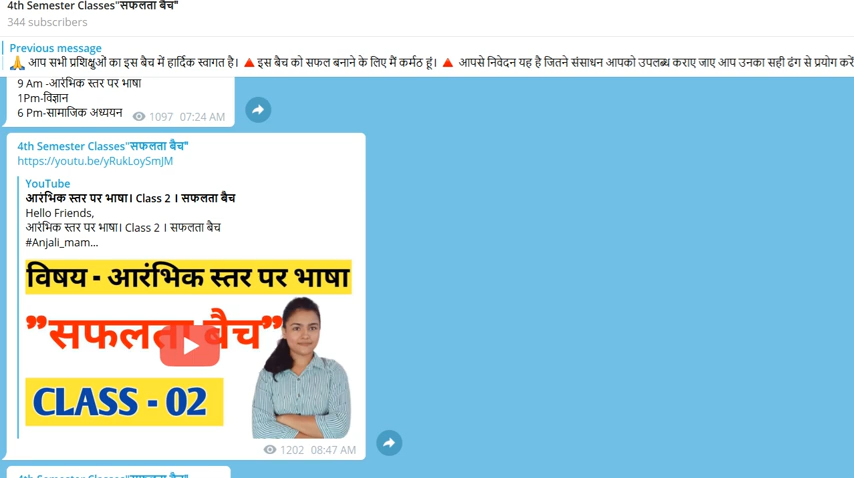 4th Semester Classes"सफलता बैच"
344 subscribers
Previous message
🙏 आप सभी प्रशिक्षुओं का इस बैच में हार्दिक स्वागत है। 🔺 इस बैच को सफल बनाने के लिए मैं कर्मठ हूं। 🔺 आपसे निवेदन यह है जितने संसाधन आपको उपलब्ध कराए जाए आप उनका सही ढंग से प्रयोग करें
9 Am -आरंभिक स्तर पर भाषा
1Pm-विज्ञान
6 Pm-सामाजिक अध्ययन
1097 07:24 AM
4th Semester Classes"सफलता बैच"
https://youtu.be/yRukLoySmJM
YouTube
आरंभिक स्तर पर भाषा। Class 2 । सफलता बैच
Hello Friends,
आरंभिक स्तर पर भाषा। Class 2 । सफलता बैच
#Anjali_mam...
विषय - आरंभिक स्तर पर भाषा
"सफलता बैच"
CLASS - 02
1202 08:47 AM
4th Semester Classes"सफलता बैच"